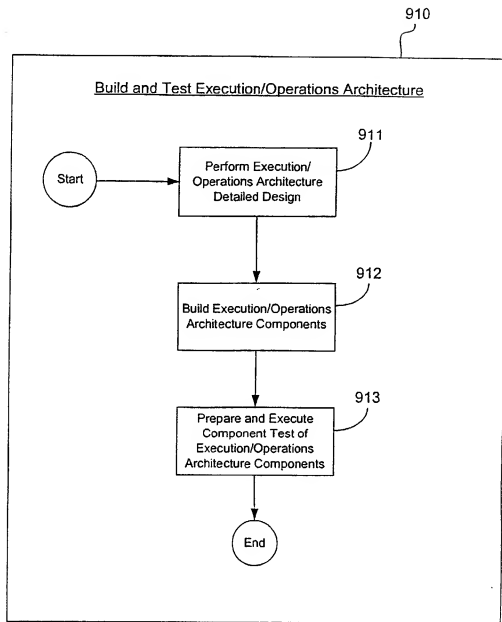 910
Build and Test Execution/Operations Architecture
911
Start
Perform Execution/
Operations Architecture
Detailed Design
912
Build Execution/Operations
Architecture Components
913
Prepare and Execute
Component Test of
Execution/Operations
Architecture Components
End